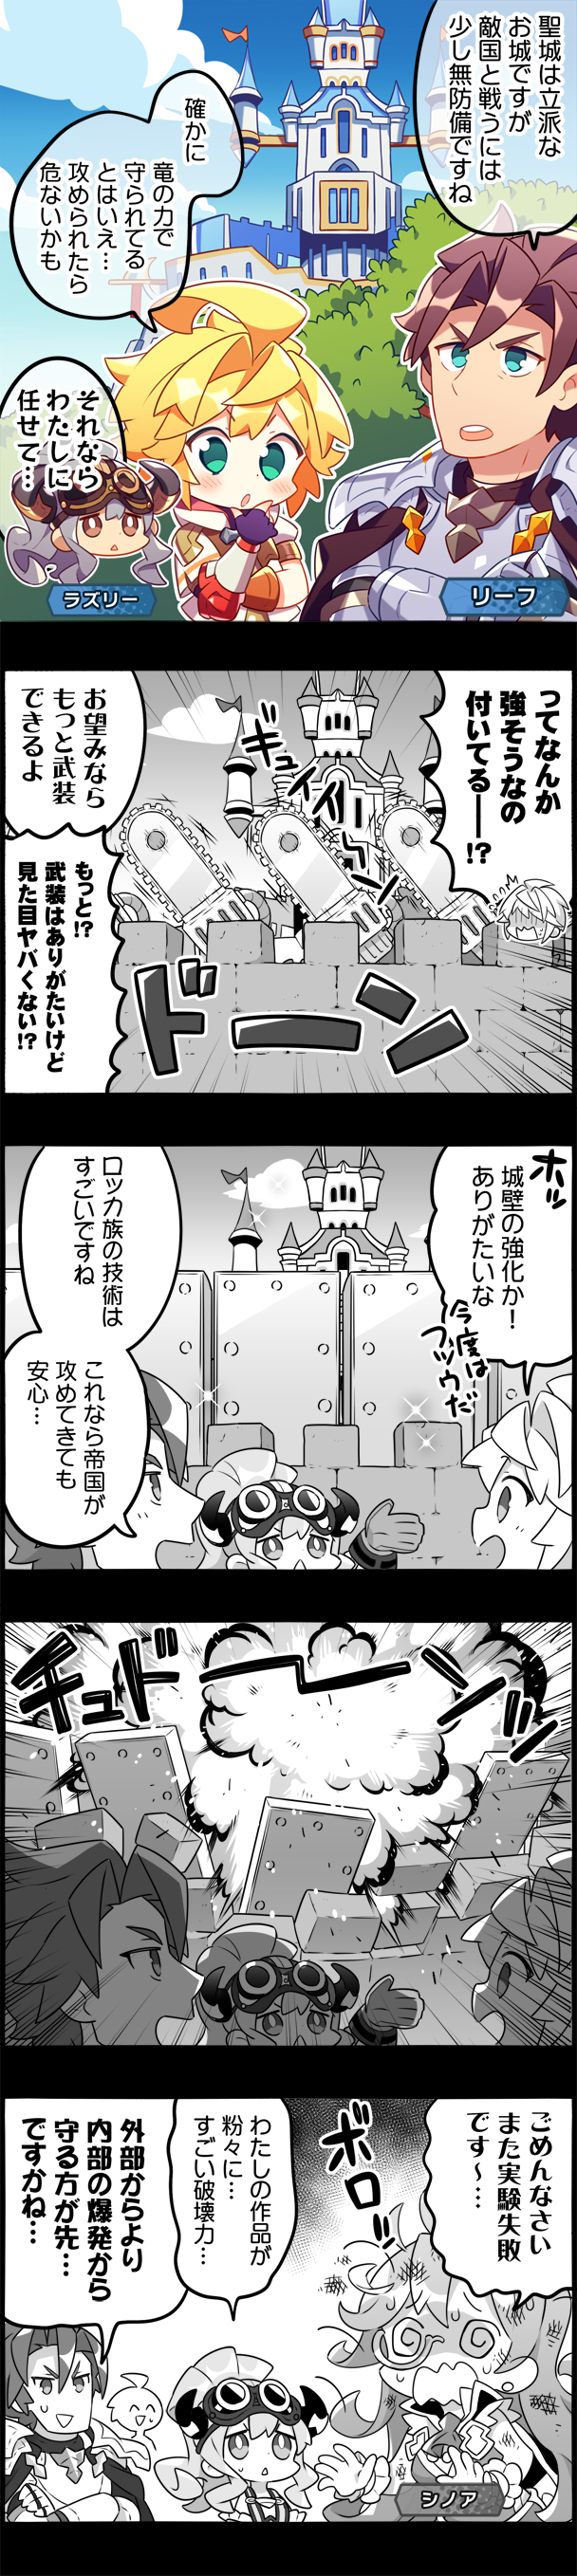 聖城は立派な
お城ですが
敵国と戦うには
少し無防備ですね
確かに
竜の力で
守られてる
とはいえ…
攻められたら
危ないかも
それなら
わたしに
任せて…
ラズリー
リーフ
ってなんか
強そうなの
付いてる──!?
ギュイイーン
お望みなら
もっと武装
できるよ
もっと!?
武装はありがたいけど
見た目ヤバくない!?
ドーン
ホッ
城壁の強化か!
ありがたいな
今度は
フツウだ
ロッカ族の技術は
すごいですね
これなら帝国が
攻めてきても
安心…
チュドーン
ごめんなさい
また実験失敗
です～…
ボロッ
わたしの作品が
粉々に…
すごい破壊力…
外部からより
内部の爆発から
守る方が先…
ですかね…
シノア